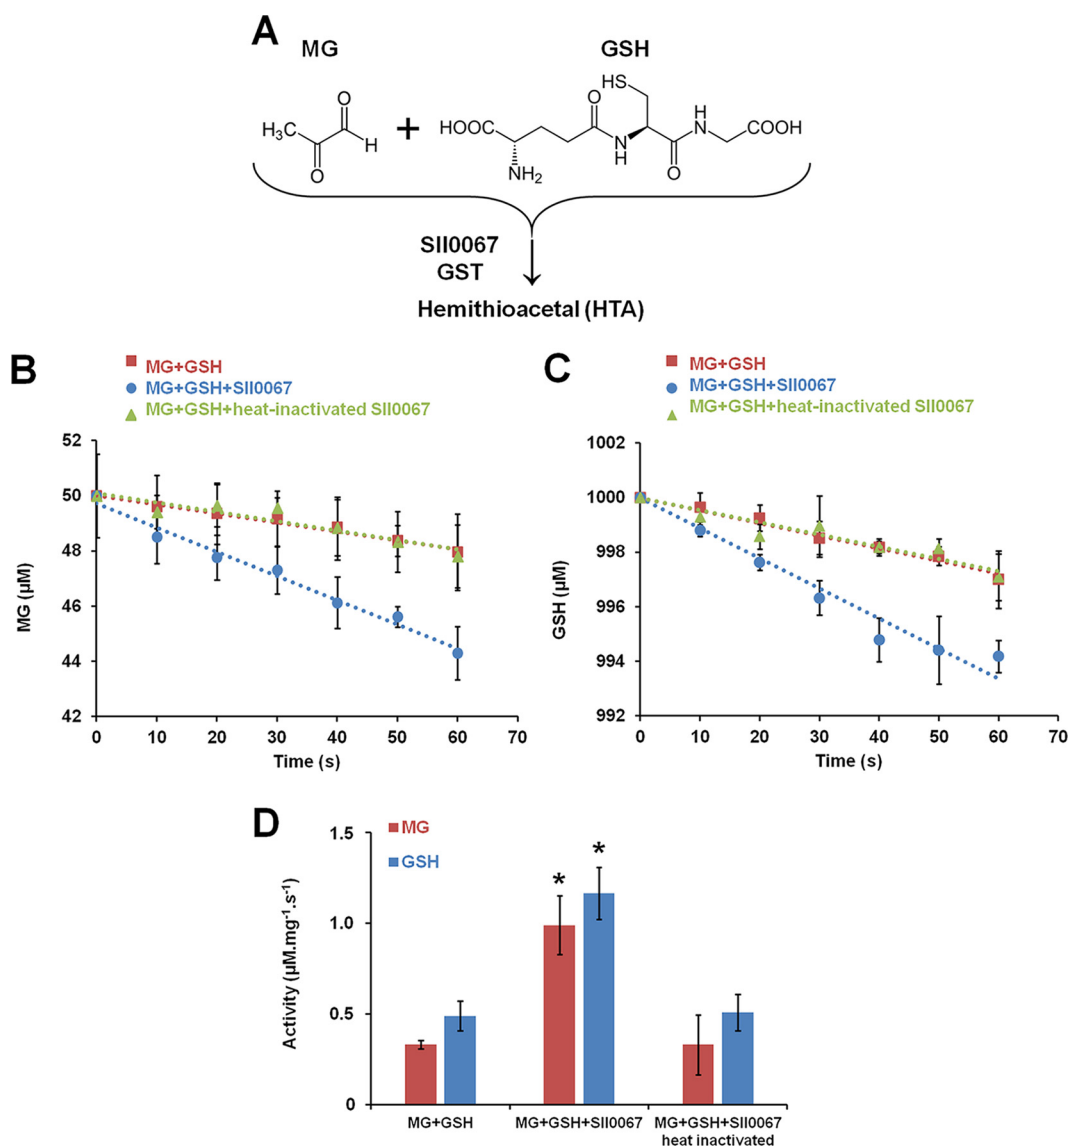 A
MG
GSH
O
H₃C
H
O
+
HS
O
HOOC
NH₂
N
H
H
N
O
COOH
Sll0067
GST
Hemithioacetal (HTA)
B
MG+GSH
MG+GSH+Sll0067
MG+GSH+heat-inactivated Sll0067
MG (µM)
52
50
48
46
44
42
0 10 20 30 40 50 60 70
Time (s)
C
MG+GSH
MG+GSH+Sll0067
MG+GSH+heat-inactivated Sll0067
GSH (µM)
1002
1000
998
996
994
992
0 10 20 30 40 50 60 70
Time (s)
D
MG
GSH
Activity (µM.mg⁻¹.s⁻¹)
1.5
1.0
0.5
0
* *
MG+GSH MG+GSH+Sll0067 MG+GSH+Sll0067
heat inactivated